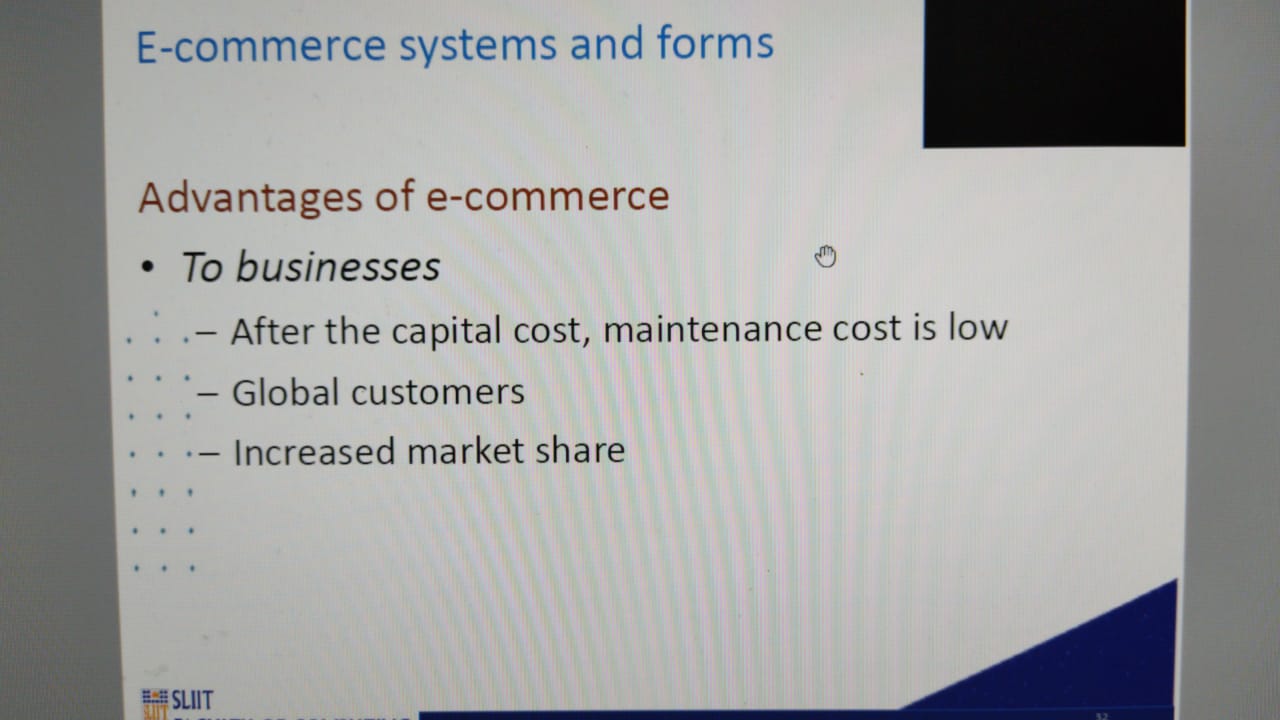 E-commerce systems and forms
Advantages of e-commerce
• To businesses
– After the capital cost, maintenance cost is low
– Global customers
– Increased market share
SLIIT
32